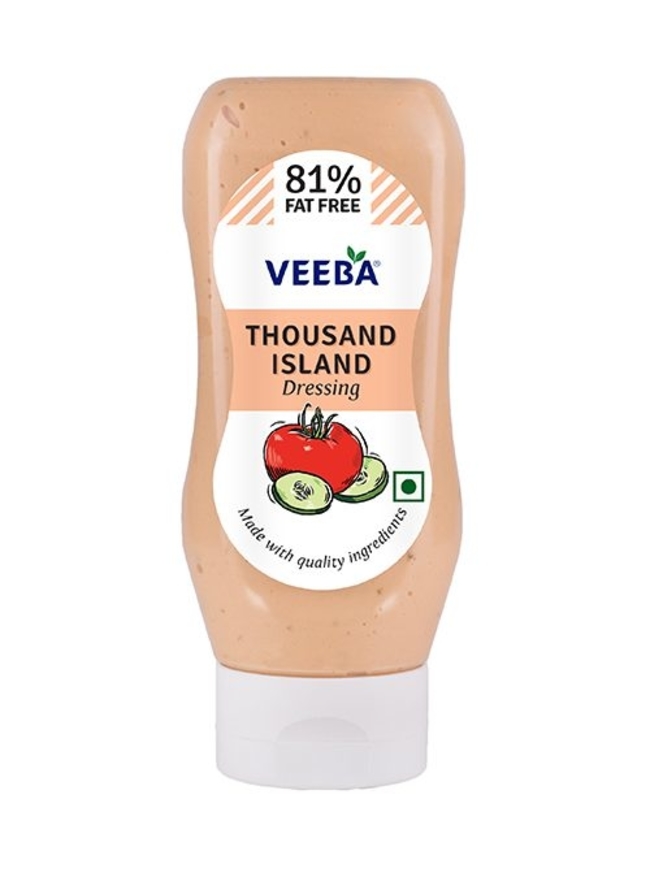 81%
FAT FREE
VEEBA®
THOUSAND
ISLAND
Dressing
Made with quality ingredients